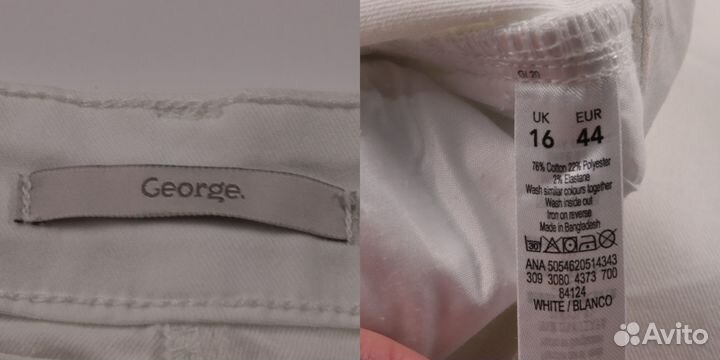 George.
GL20
UK EUR
16 44
76% Cotton 22% Polyester
2% Elastane
Wash similar colours together
Wash inside out
Iron on reverse
Made in Bangladesh
30
ANA 5054620514343
309 3080 4373 700
84124
WHITE / BLANCO
Avito